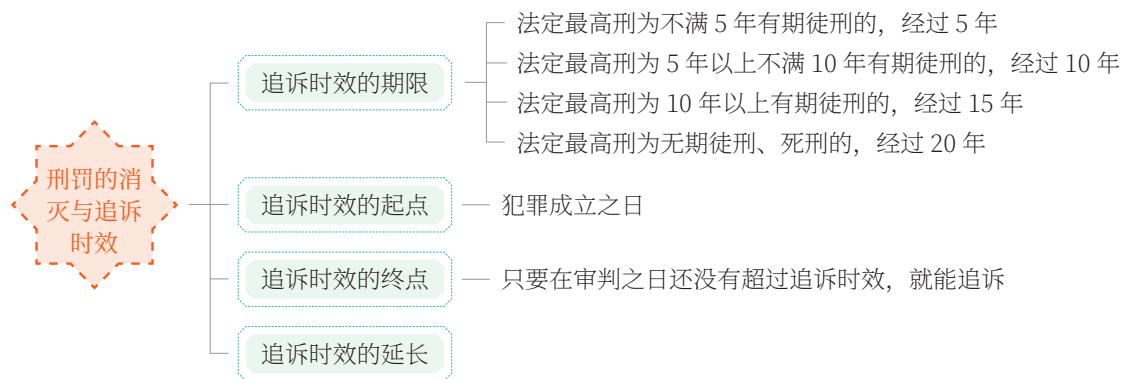 刑罚的消
灭与追诉
时效
追诉时效的期限
法定最高刑为不满 5 年有期徒刑的，经过 5 年
法定最高刑为 5 年以上不满 10 年有期徒刑的，经过 10 年
法定最高刑为 10 年以上有期徒刑的，经过 15 年
法定最高刑为无期徒刑、死刑的，经过 20 年
追诉时效的起点
犯罪成立之日
追诉时效的终点
只要在审判之日还没有超过追诉时效，就能追诉
追诉时效的延长